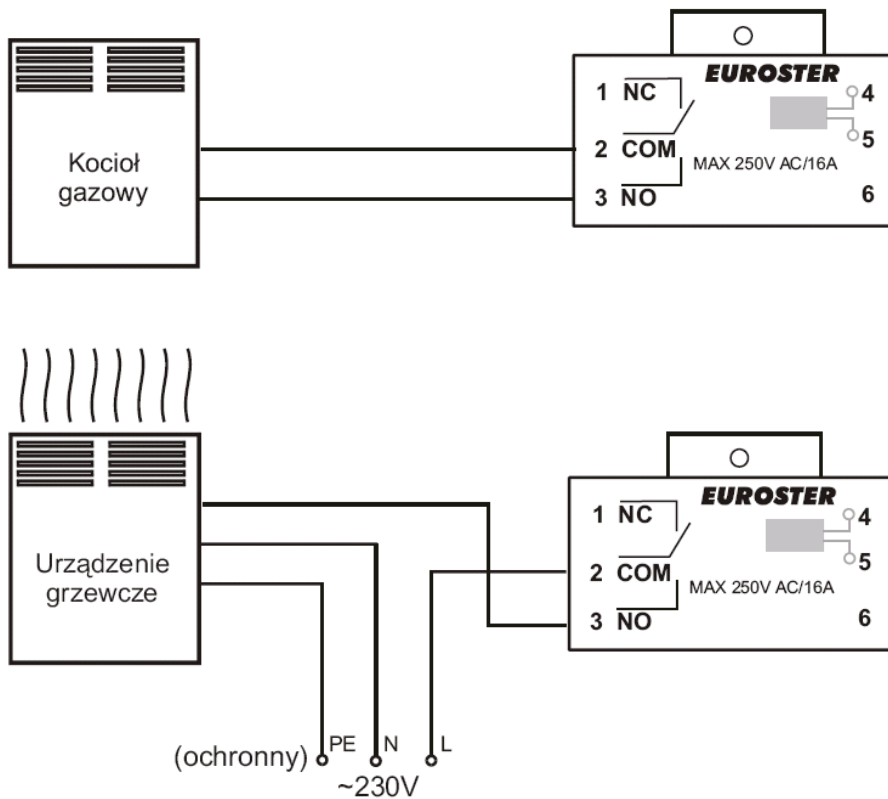 Kocioł
gazowy
EUROSTER
1 NC
4
2 COM
5
MAX 250V AC/16A
3 NO
6
Urządzenie
grzewcze
EUROSTER
1 NC
4
2 COM
5
MAX 250V AC/16A
3 NO
6
(ochronny) PE N L
~230V